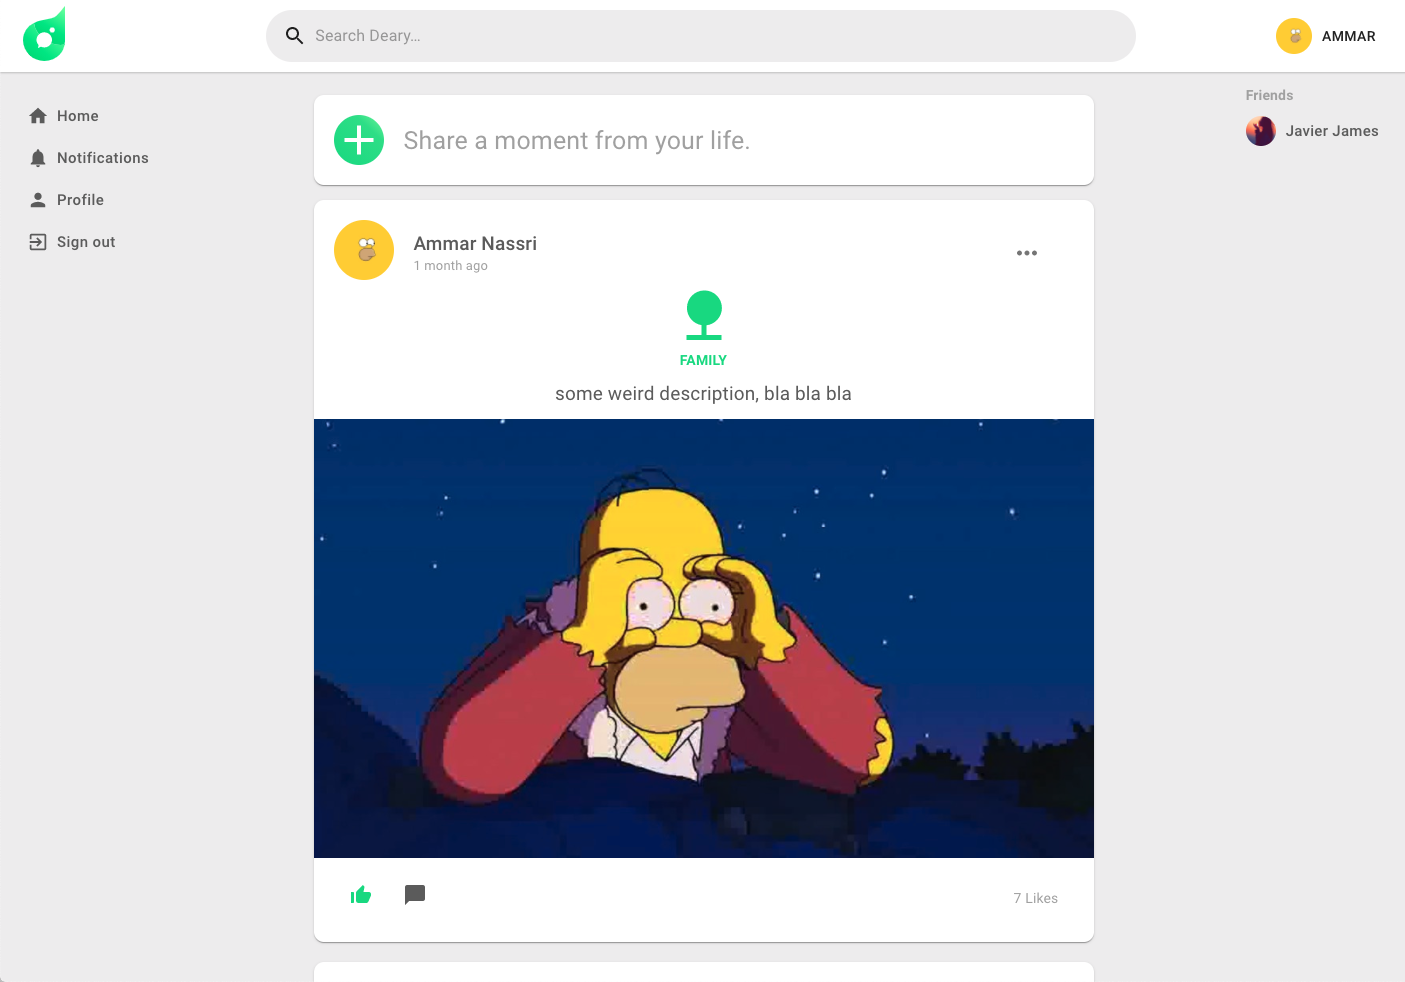 Search Deary...
AMMAR
Home
Notifications
Profile
Sign out
Share a moment from your life.
Friends
Javier James
Ammar Nassri
1 month ago
FAMILY
some weird description, bla bla bla
7 Likes